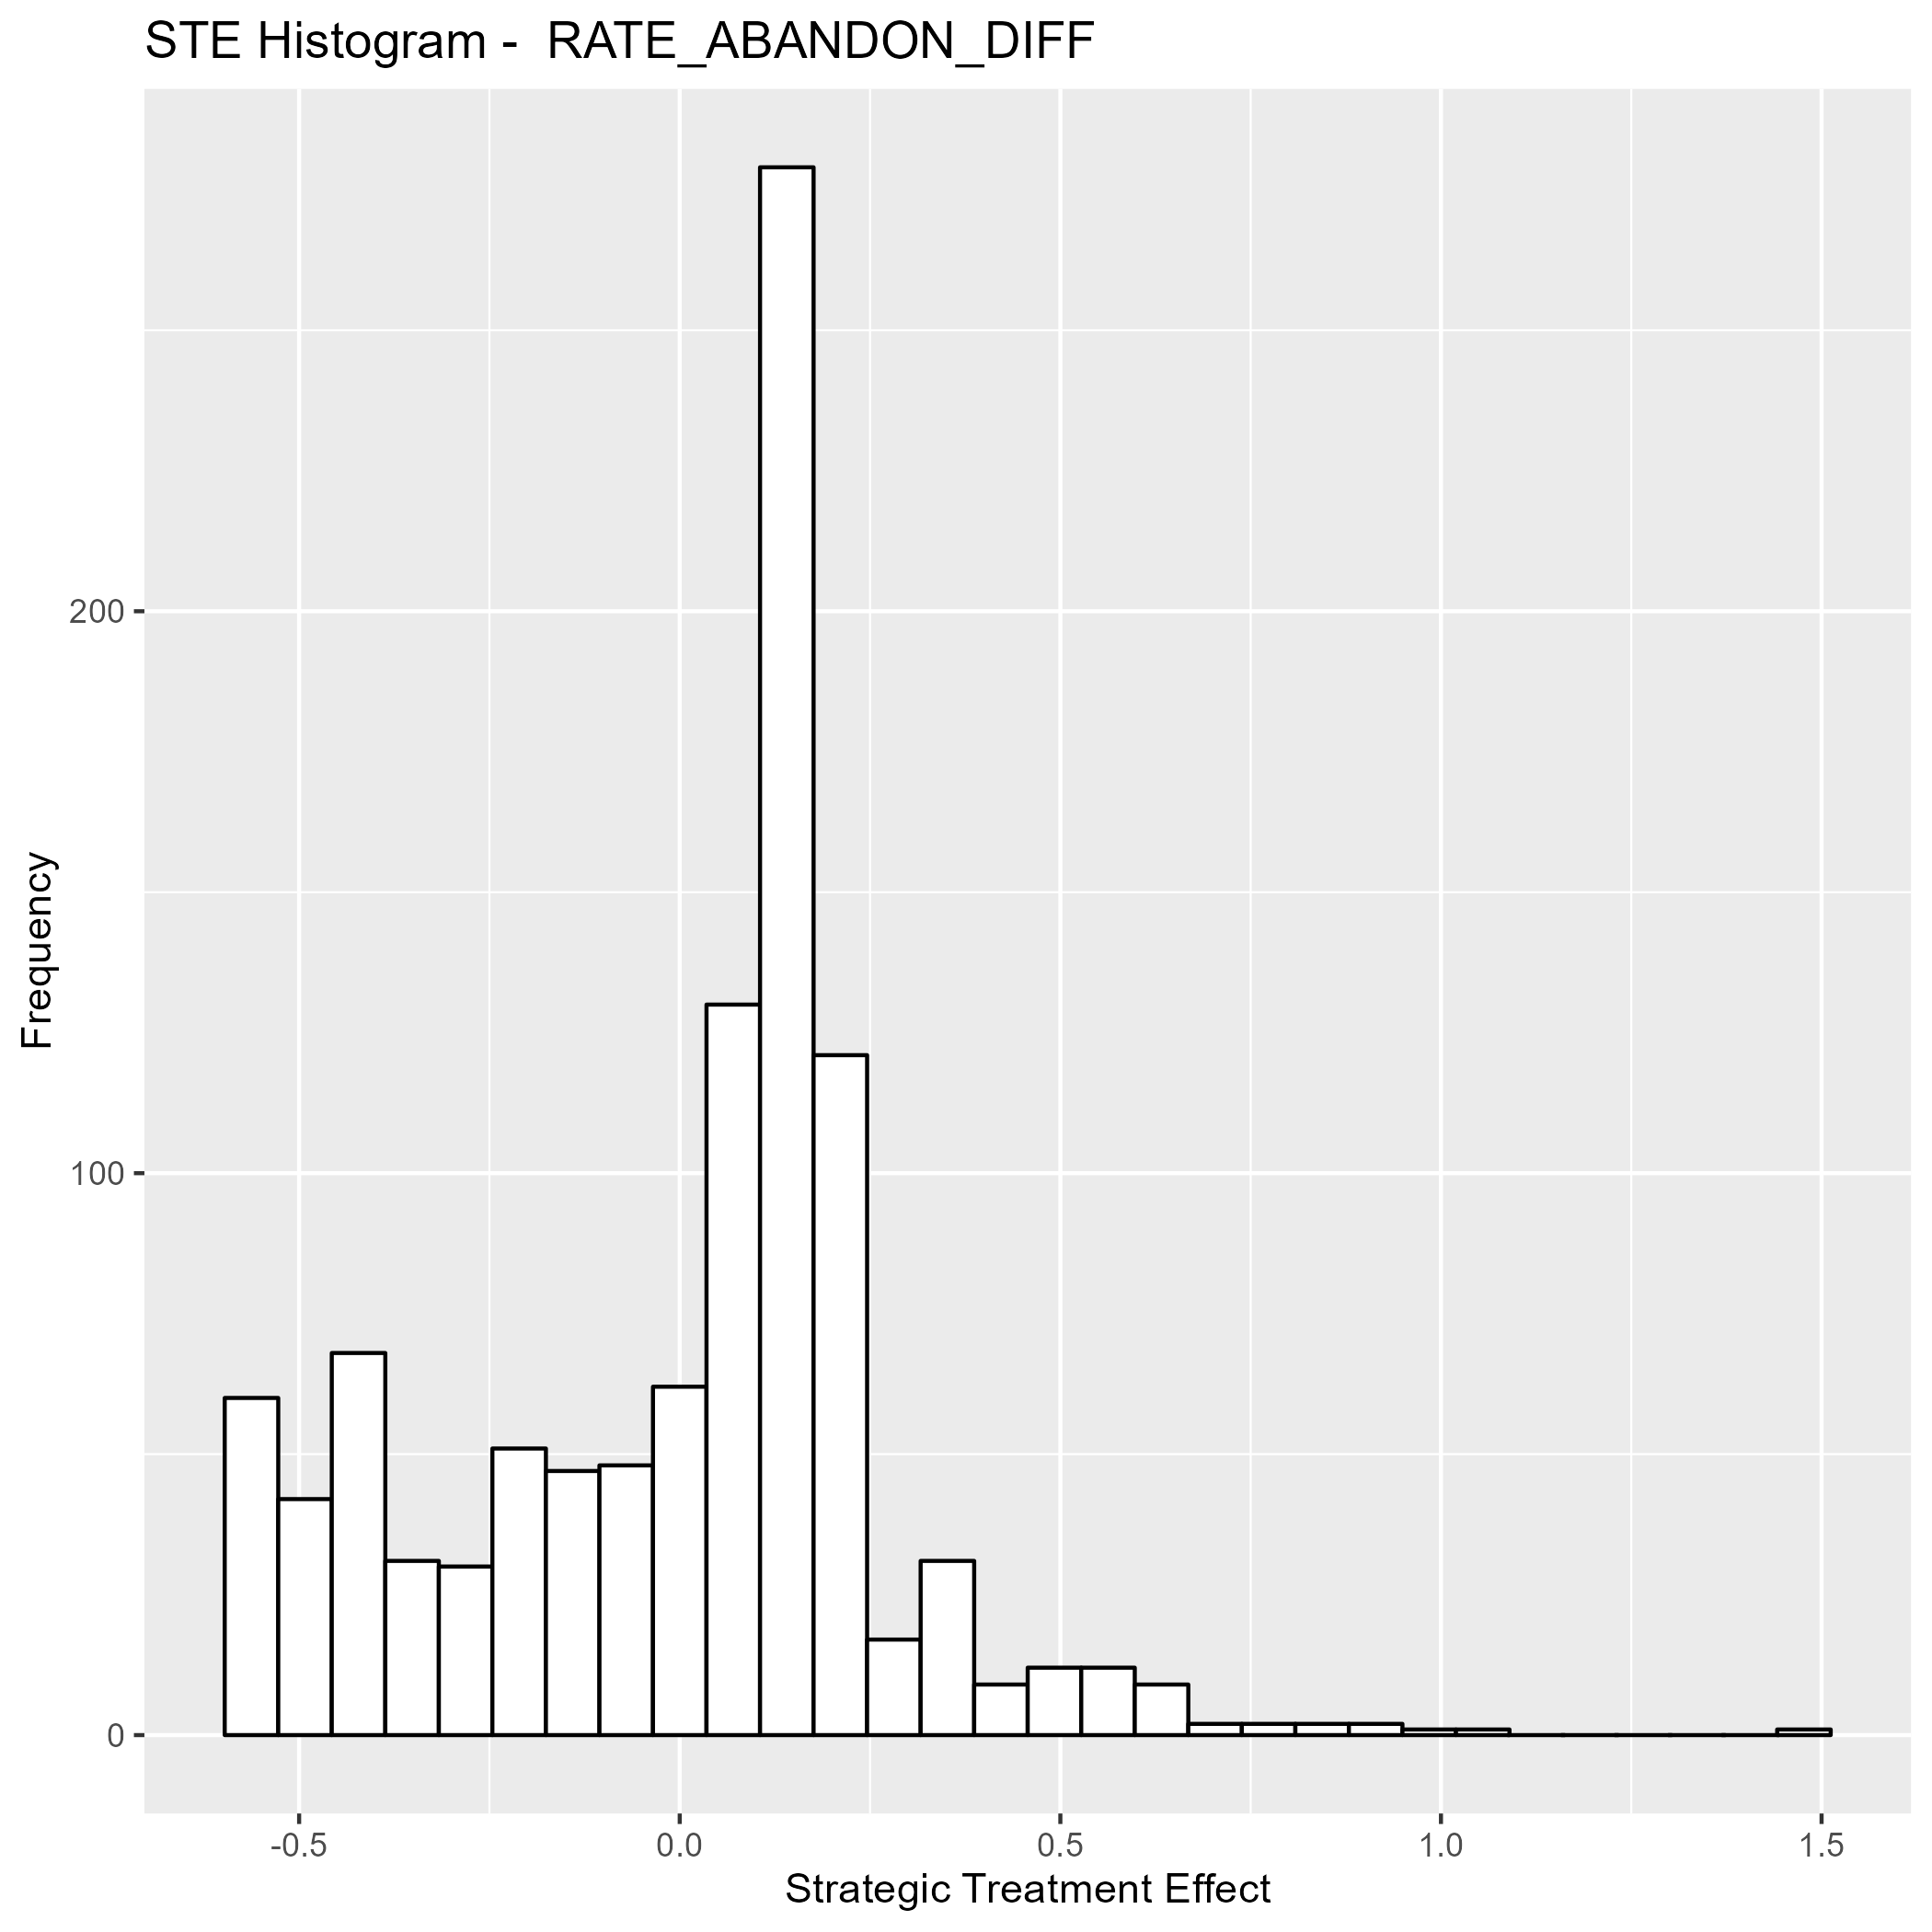 STE Histogram -  RATE_ABANDON_DIFF
Frequency
200
100
0
-0.5 0.0 0.5 1.0 1.5
Strategic Treatment Effect